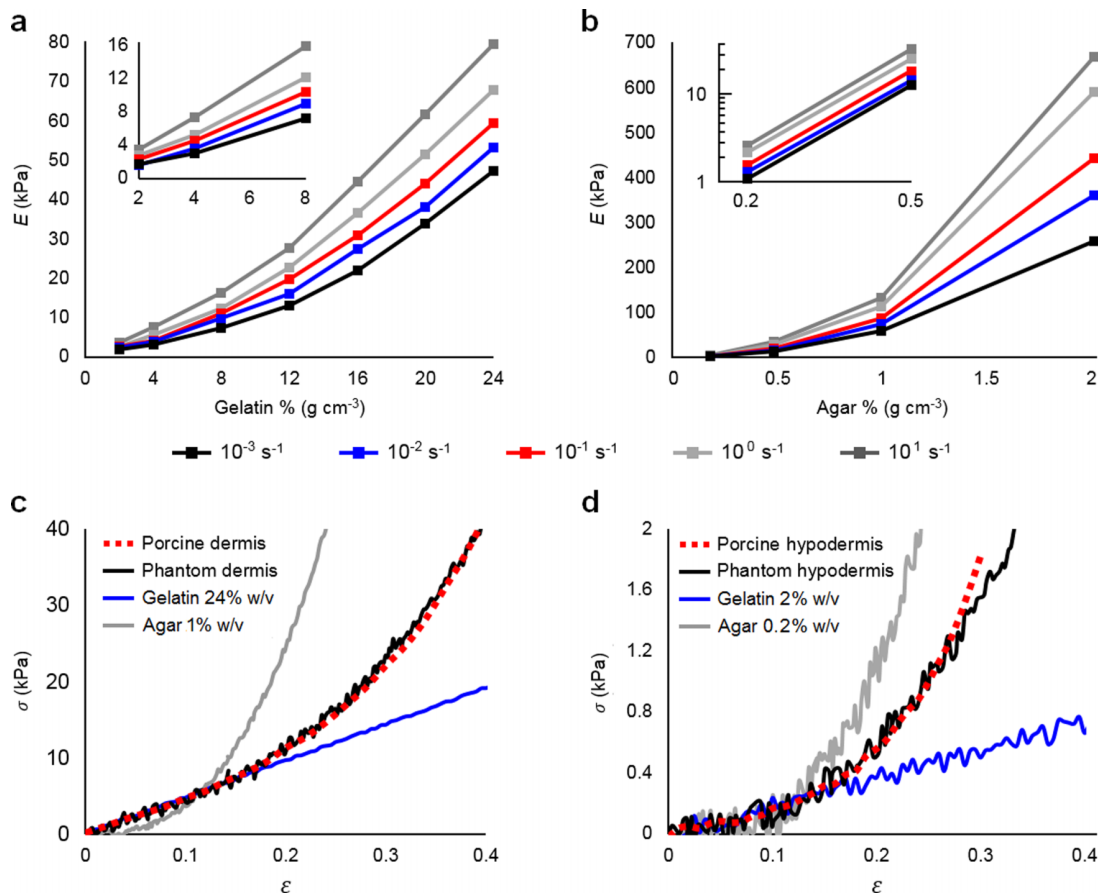 a
80
70
60
50
40
30
20
10
0
E (kPa)
16
12
8
4
0
2 4 6 8
0 4 8 12 16 20 24
Gelatin % (g cm⁻³)
b
700
600
500
400
300
200
100
0
E (kPa)
10
1
0.2 0.5
0 0.5 1 1.5 2
Agar % (g cm⁻³)
10⁻³ s⁻¹ 10⁻² s⁻¹ 10⁻¹ s⁻¹ 10⁰ s⁻¹ 10¹ s⁻¹
c
40
30
20
10
0
σ (kPa)
Porcine dermis
Phantom dermis
Gelatin 24% w/v
Agar 1% w/v
0 0.1 0.2 0.3 0.4
ε
d
2
1.6
1.2
0.8
0.4
0
σ (kPa)
Porcine hypodermis
Phantom hypodermis
Gelatin 2% w/v
Agar 0.2% w/v
0 0.1 0.2 0.3 0.4
ε